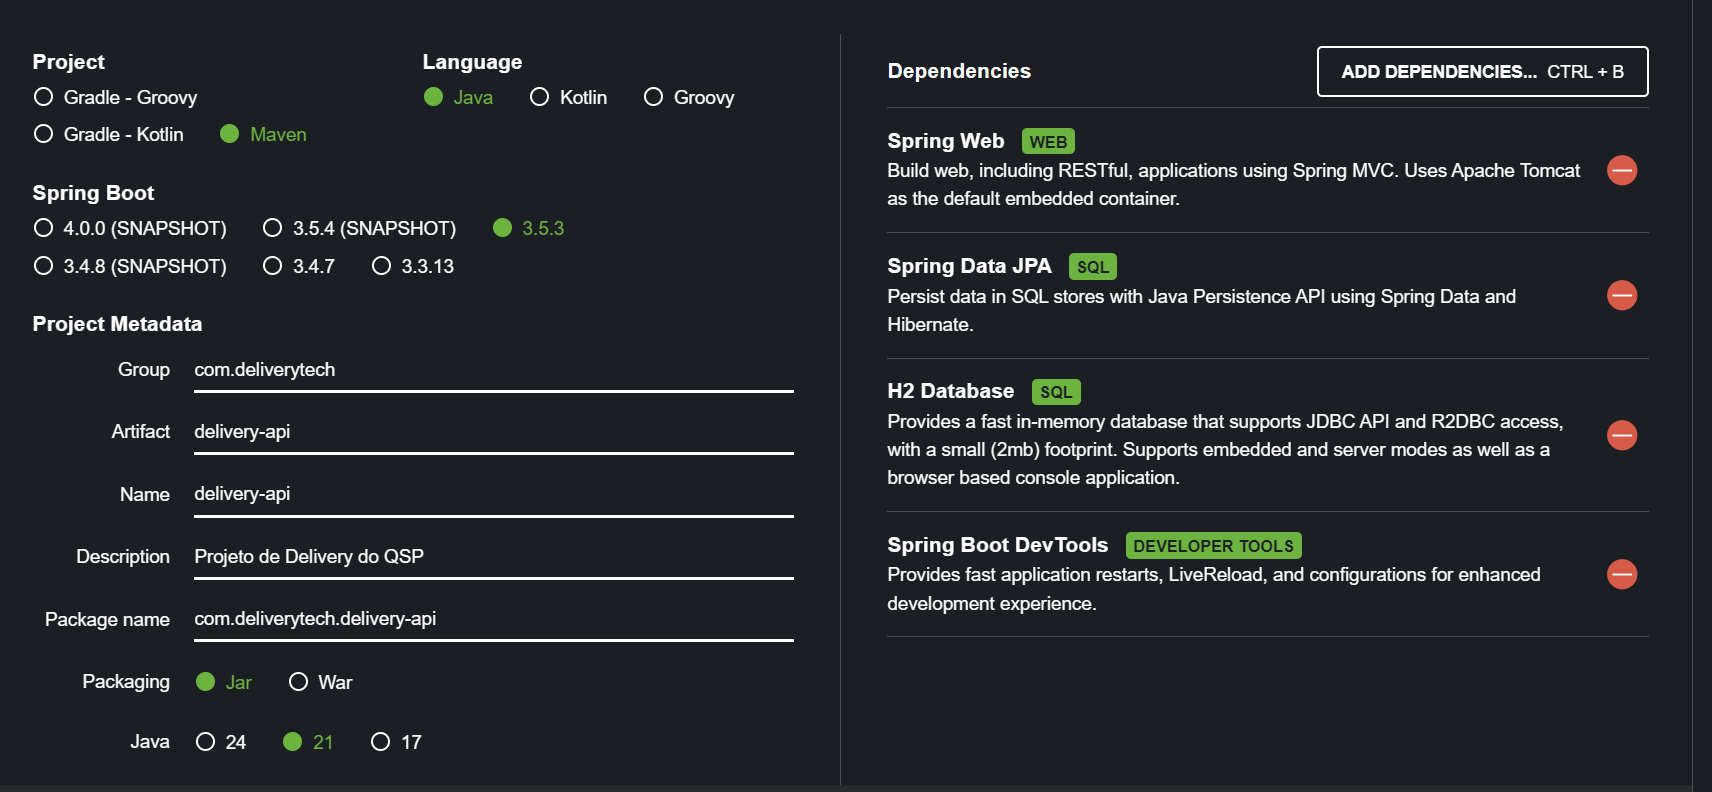 Project
Gradle - Groovy
Gradle - Kotlin Maven
Language
Java Kotlin Groovy
Spring Boot
4.0.0 (SNAPSHOT) 3.5.4 (SNAPSHOT) 3.5.3
3.4.8 (SNAPSHOT) 3.4.7 3.3.13
Project Metadata
Group com.deliverytech
Artifact delivery-api
Name delivery-api
Description Projeto de Delivery do QSP
Package name com.deliverytech.delivery-api
Packaging Jar War
Java 24 21 17
Dependencies ADD DEPENDENCIES... CTRL + B
Spring Web WEB
Build web, including RESTful, applications using Spring MVC. Uses Apache Tomcat
as the default embedded container.
Spring Data JPA SQL
Persist data in SQL stores with Java Persistence API using Spring Data and
Hibernate.
H2 Database SQL
Provides a fast in-memory database that supports JDBC API and R2DBC access,
with a small (2mb) footprint. Supports embedded and server modes as well as a
browser based console application.
Spring Boot DevTools DEVELOPER TOOLS
Provides fast application restarts, LiveReload, and configurations for enhanced
development experience.